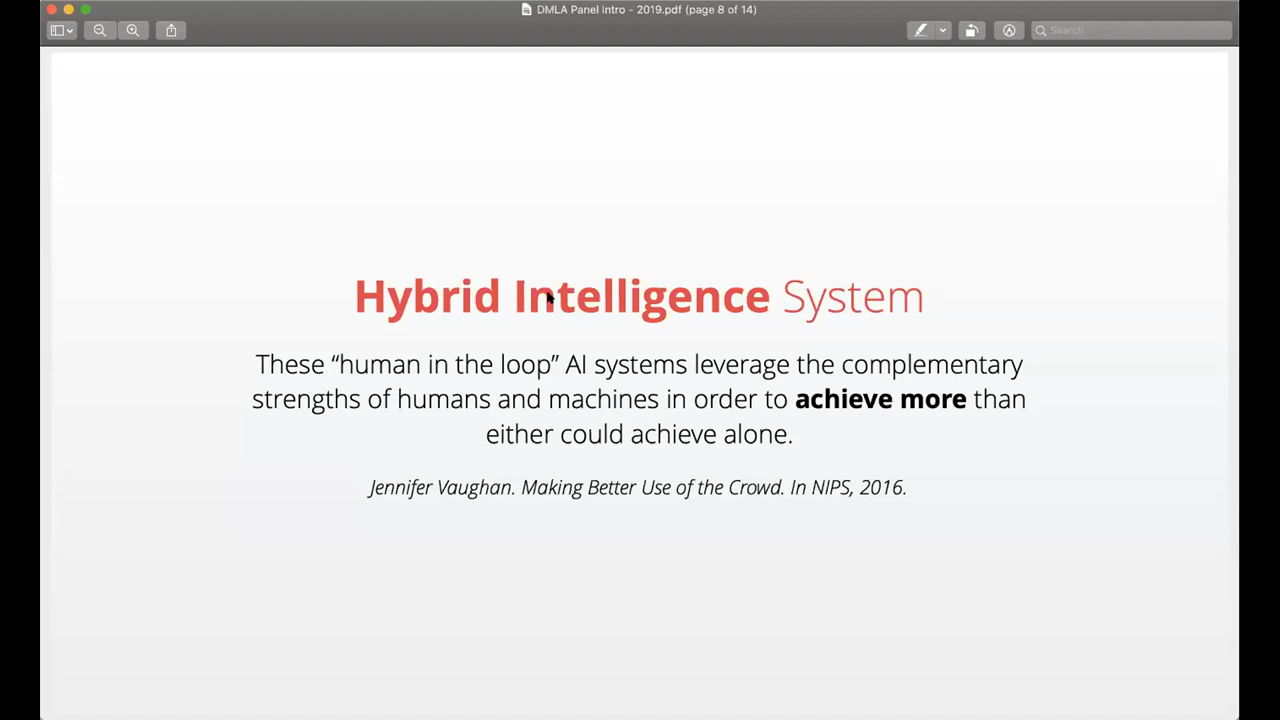 DMLA Panel Intro - 2019.pdf (page 8 of 14)
Search
Hybrid Intelligence System
These “human in the loop” AI systems leverage the complementary
strengths of humans and machines in order to achieve more than
either could achieve alone.
Jennifer Vaughan. Making Better Use of the Crowd. In NIPS, 2016.